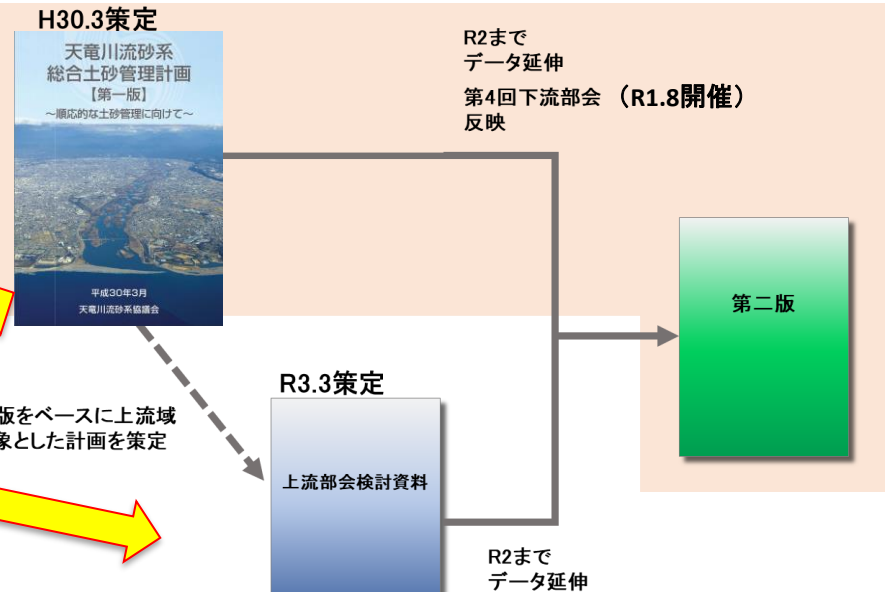 H30.3策定
天竜川流砂系
総合土砂管理計画
【第一版】
～順応的な土砂管理に向けて～
平成30年3月
天竜川流砂系協議会
R2まで
データ延伸
第4回下流部会 （R1.8開催）
反映
第二版
版をベースに上流域
象とした計画を策定
R3.3策定
上流部会検討資料
R2まで
データ延伸